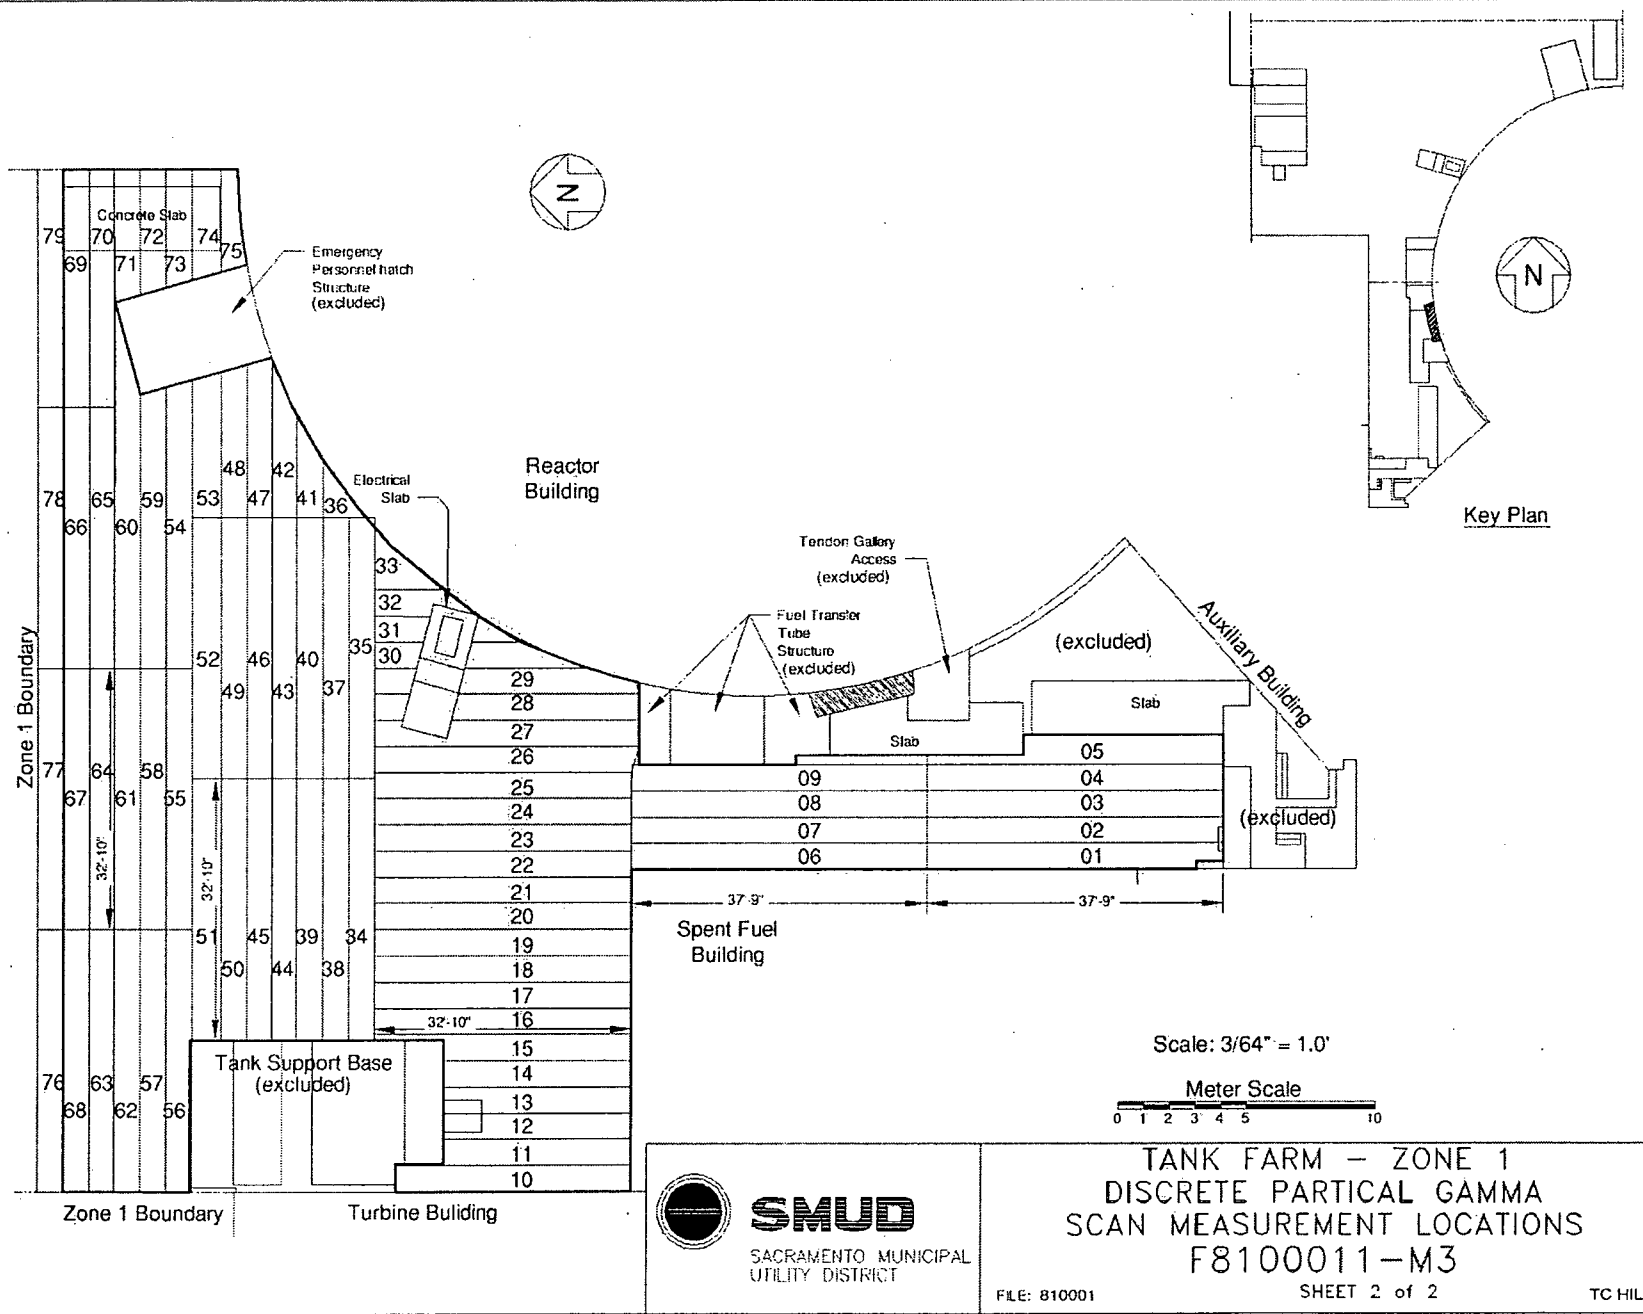 N
Concrete Slab
79 70 72 74
75
69 71 73
Emergency
Personnel hatch
Structure
(excluded)
N
Key Plan
Reactor
Building
Electrical
Slab
48 42
78 65 59 53 47 41 36
66 60 54
33
32
31
30
35
52 46 40
49 43 37
Tendon Gallery
Access
(excluded)
Fuel Transfer
Tube
Structure
(excluded)
(excluded)
Auxiliary Building
Slab
Slab
(excluded)
Zone 1 Boundary
77 64 58
67 61 55
32'-10"
32'-10"
29
28
27
26
25
24
23
22
21
20
19
18
17
16
15
14
13
12
11
10
09
08
07
06
05
04
03
02
01
37'-9"
37'-9"
Spent Fuel
Building
51 45 39 34
50 44 38
32'-10"
Tank Support Base
(excluded)
76 63 57
68 62 56
Zone 1 Boundary
Turbine Buliding
Scale: 3/64" = 1.0'
Meter Scale
0 1 2 3 4 5 10
SMUD
SACRAMENTO MUNICIPAL
UTILITY DISTRICT
TANK FARM – ZONE 1
DISCRETE PARTICAL GAMMA
SCAN MEASUREMENT LOCATIONS
F8100011–M3
FILE: 810001
SHEET 2 of 2
TC HIL